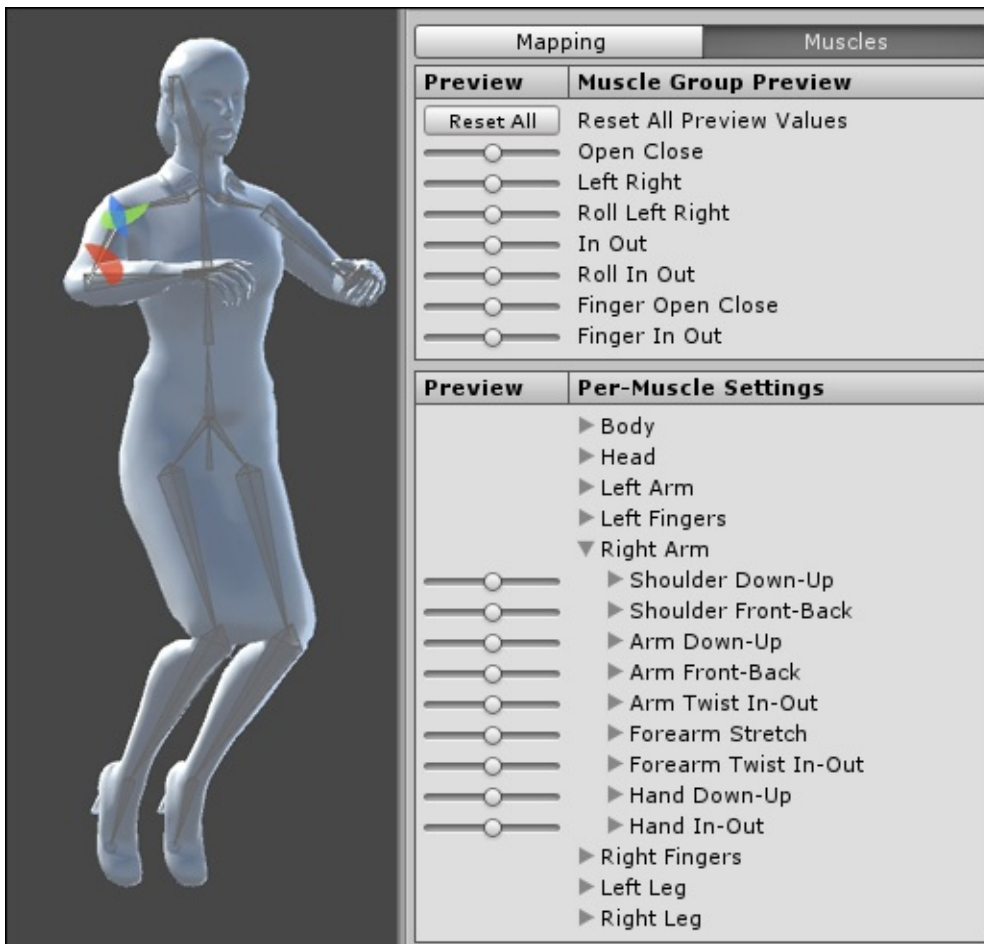 Mapping Muscles
Preview Muscle Group Preview
Reset All Reset All Preview Values
Open Close
Left Right
Roll Left Right
In Out
Roll In Out
Finger Open Close
Finger In Out
Preview Per-Muscle Settings
Body
Head
Left Arm
Left Fingers
Right Arm
Shoulder Down-Up
Shoulder Front-Back
Arm Down-Up
Arm Front-Back
Arm Twist In-Out
Forearm Stretch
Forearm Twist In-Out
Hand Down-Up
Hand In-Out
Right Fingers
Left Leg
Right Leg